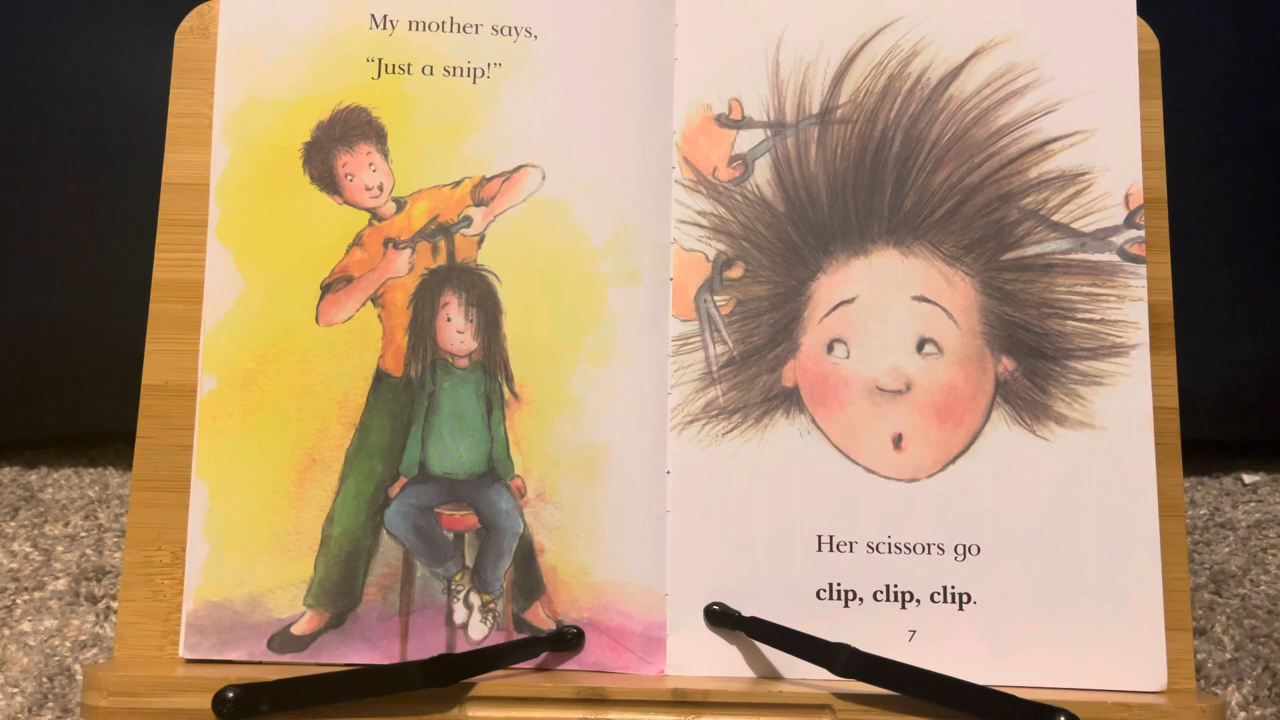 My mother says,
“Just a snip!”
Her scissors go
clip, clip, clip.
7